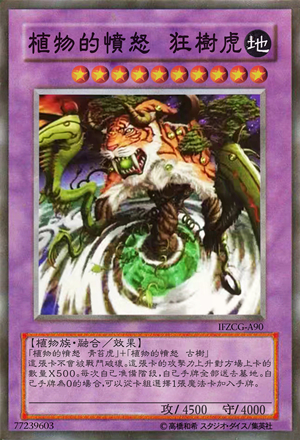 植物的憤怒 狂樹虎 地
IFZCG-A90
【植物族·融合／效果】
「植物的憤怒 青苔虎」+「植物的憤怒 古樹」
這張卡不會被戰鬥破壞。這張卡的攻擊力上升對方場上卡的
數量X500。每次自己準備階段，自己手牌全部送去墓地。自
己手牌為0的場合，可以從卡組選擇1張魔法卡加入手牌。
ATK/4500 DEF/4000
77239603 ©高橋和希 スタジオ・ダイス/集英社